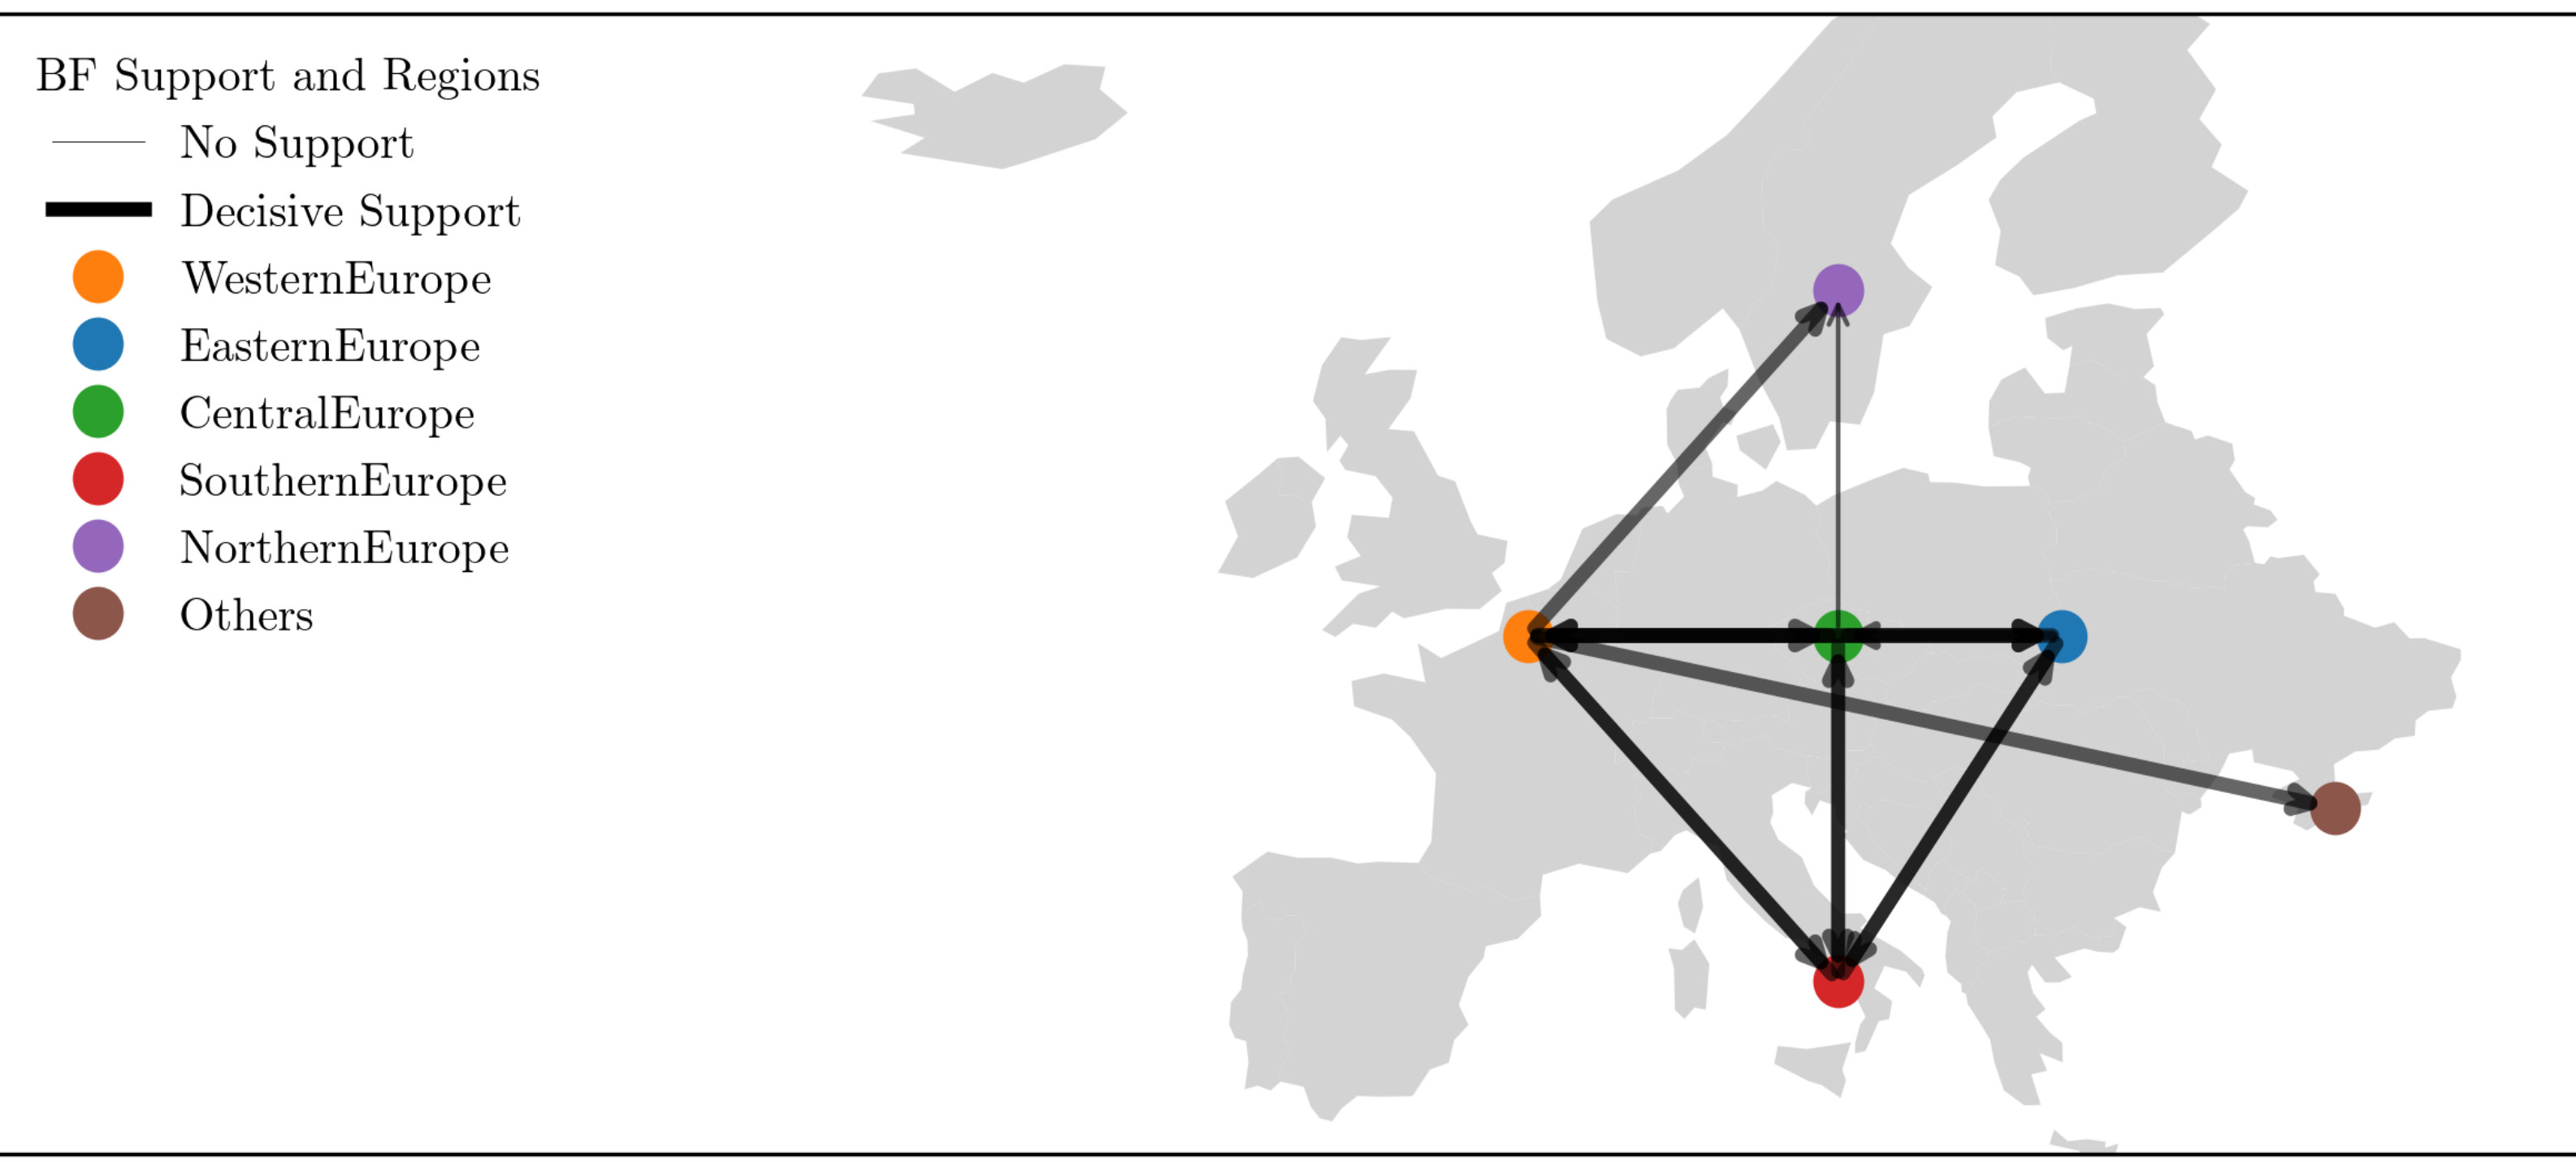 BF Support and Regions
No Support
Decisive Support
WesternEurope
EasternEurope
CentralEurope
SouthernEurope
NorthernEurope
Others